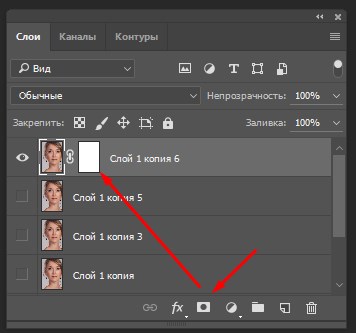 Слои Каналы Контуры
Вид
Обычные Непрозрачность: 100%
Закрепить: Заливка: 100%
Слой 1 копия 6
Слой 1 копия 5
Слой 1 копия 3
Слой 1 копия
fx